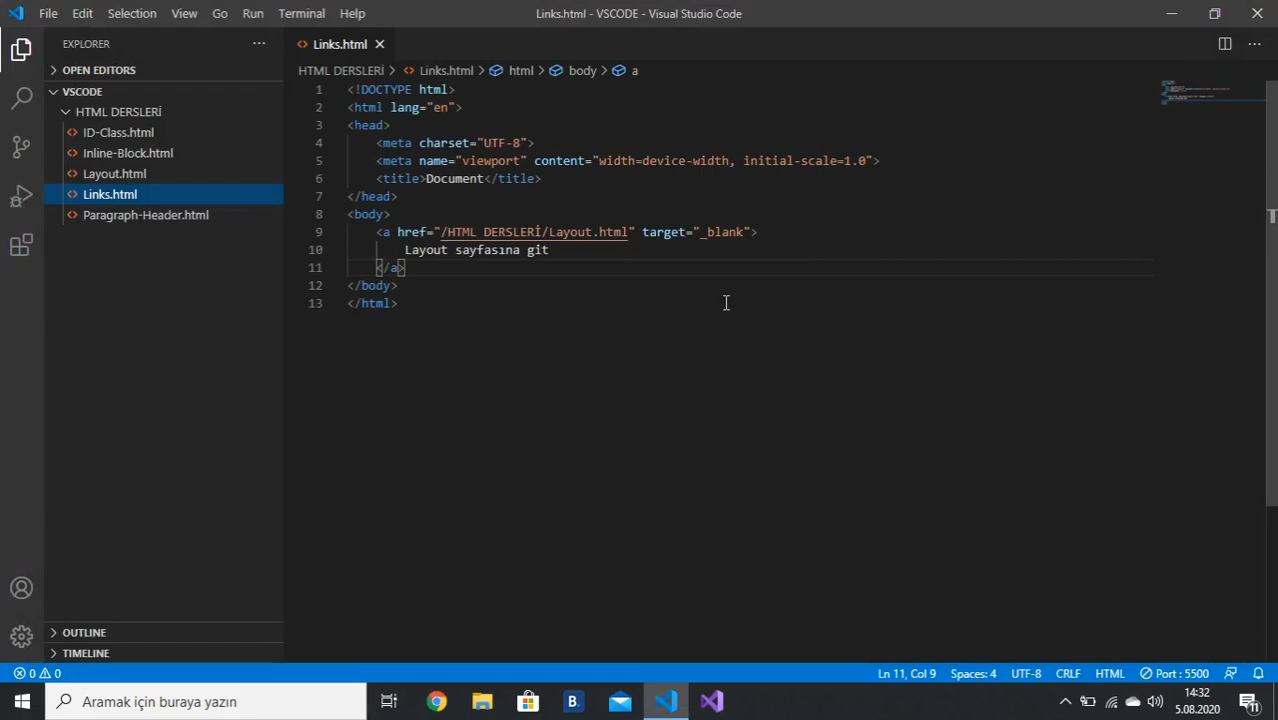 File Edit Selection View Go Run Terminal Help
Links.html - VSCODE - Visual Studio Code
EXPLORER
OPEN EDITORS
VSCODE
HTML DERSLERİ
ID-Class.html
Inline-Block.html
Layout.html
Links.html
Paragraph-Header.html
OUTLINE
TIMELINE
Links.html
HTML DERSLERİ > Links.html > html > body > a
1 <!DOCTYPE html>
2 <html lang="en">
3 <head>
4 <meta charset="UTF-8">
5 <meta name="viewport" content="width=device-width, initial-scale=1.0">
6 <title>Document</title>
7 </head>
8 <body>
9 <a href="/HTML DERSLERİ/Layout.html" target="_blank">
10 Layout sayfasına git
11 </a>
12 </body>
13 </html>
0 0 Ln 11, Col 9 Spaces: 4 UTF-8 CRLF HTML Port : 5500
Aramak için buraya yazın
B.
14:32
5.08.2020
11